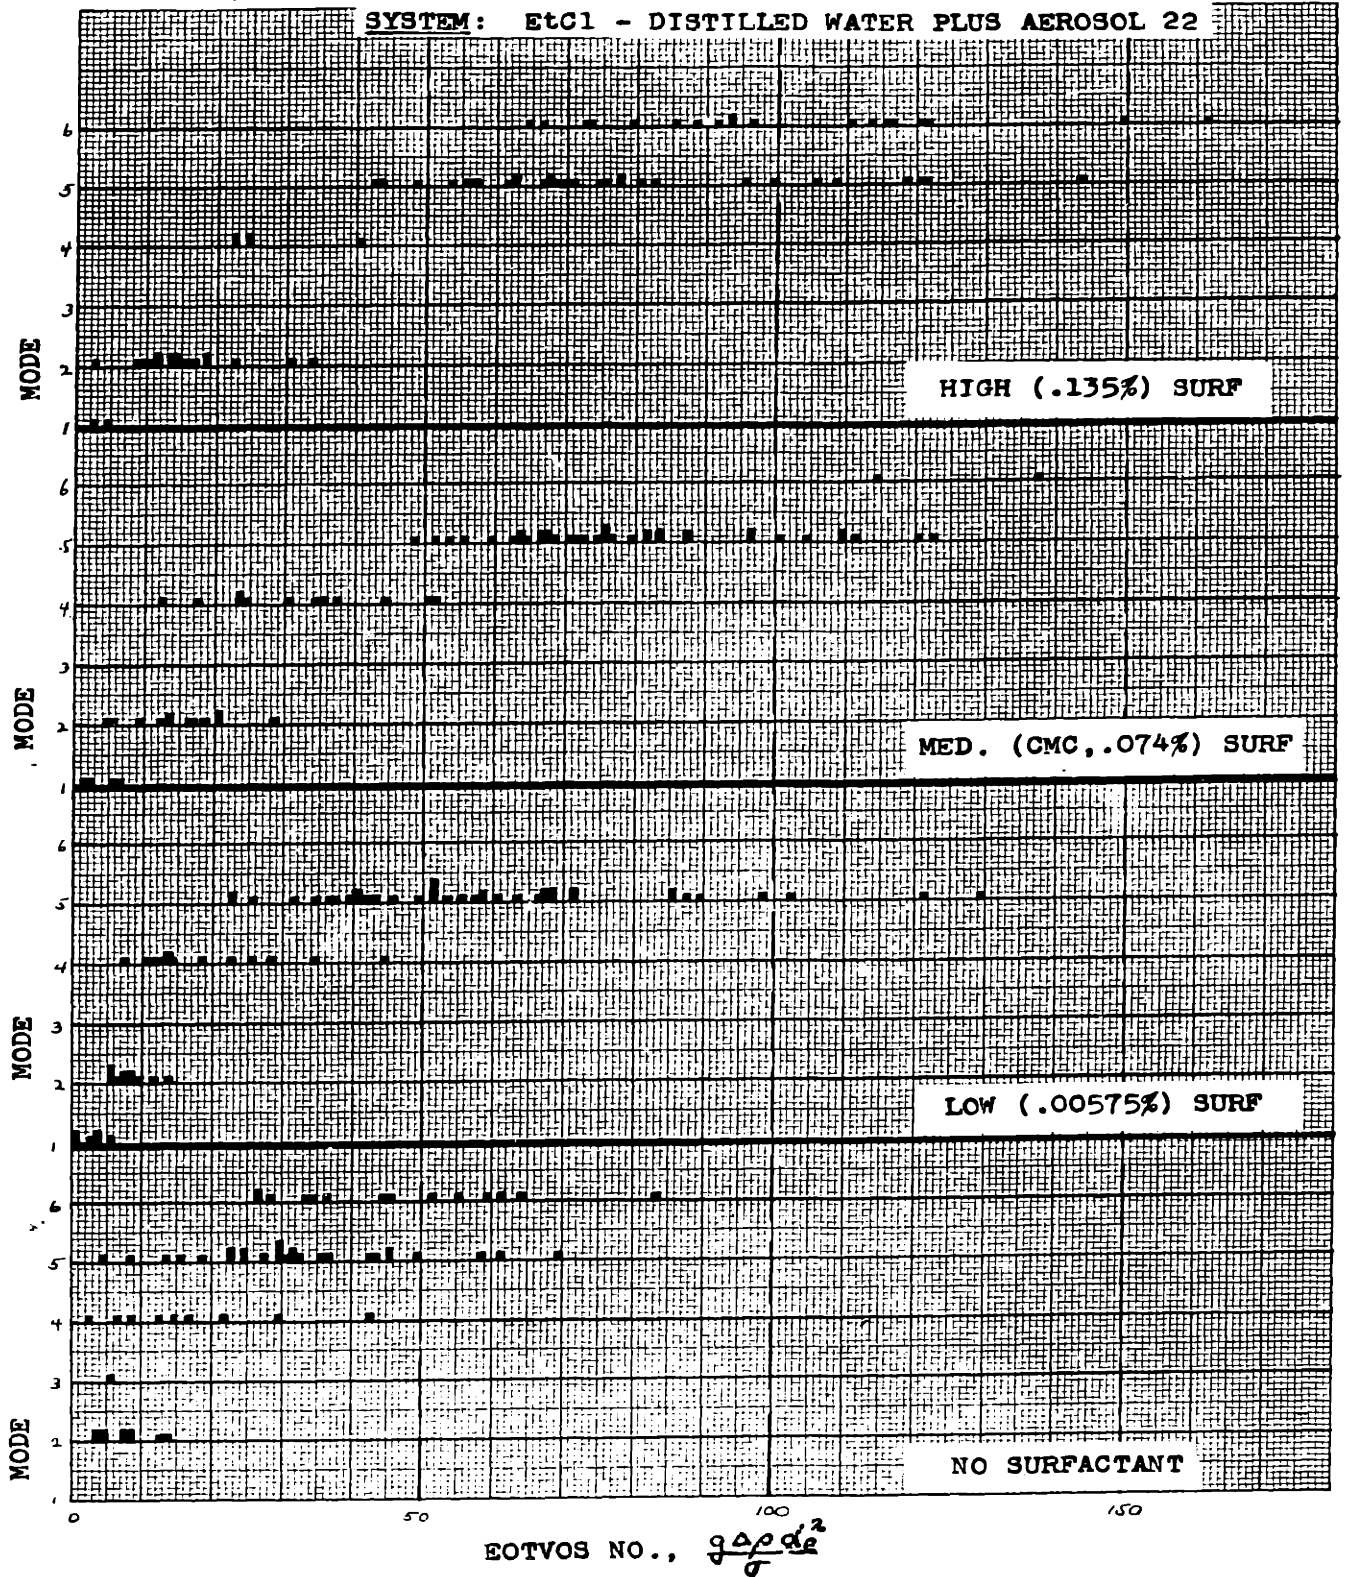 SYSTEM: EtCl - DISTILLED WATER PLUS AEROSOL 22
6
5
4
3
MODE
2
HIGH (.135%) SURF
1
6
5
4
3
MODE
2
MED. (CMC, .074%) SURF
1
6
5
4
3
MODE
2
LOW (.00575%) SURF
1
6
5
4
3
MODE
2
NO SURFACTANT
1
0 50 100 150
EOTVOS NO., gΔρ de²/σ